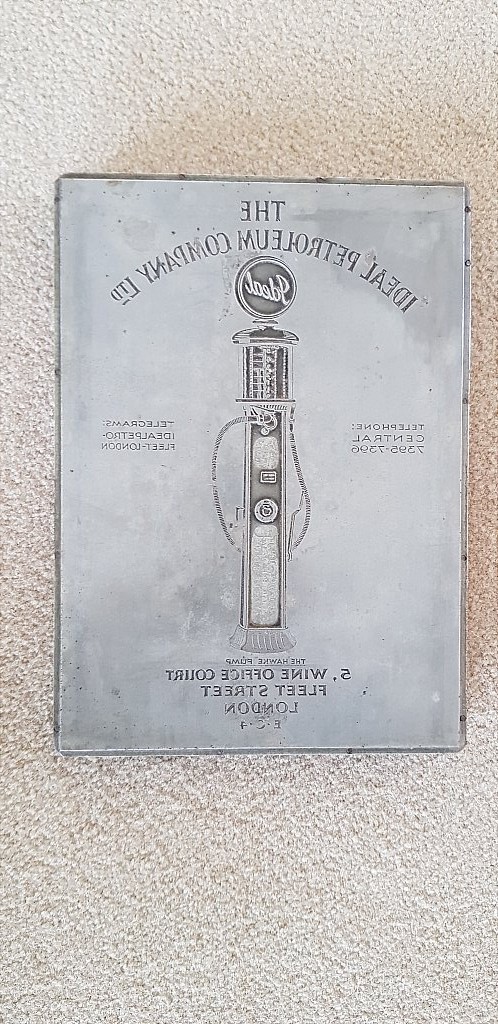 THE
IDEAL PETROLEUM COMPANY LTD
Ideal
TELEPHONE:
CENTRAL
7395-7396
TELEGRAMS:
IDEALPETRO-
FLEET-LONDON
THE HAWKE PUMP
5, WINE OFFICE COURT
FLEET STREET
LONDON
E·C·4